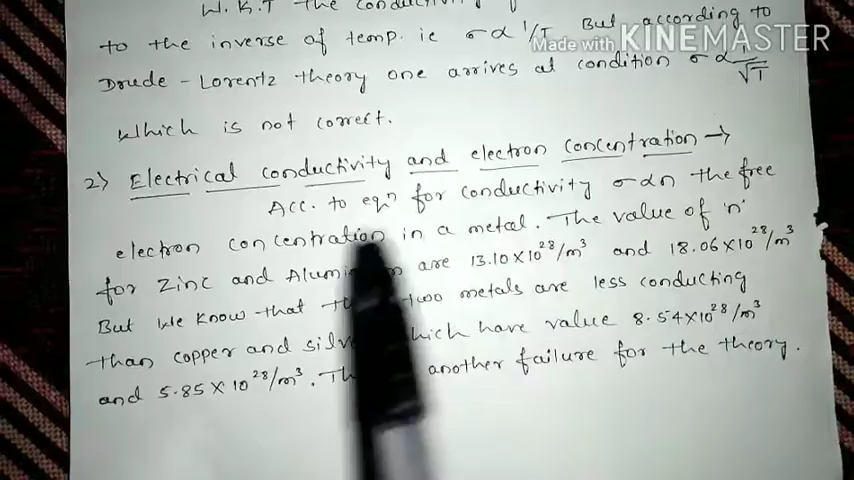 W.K.T the conductivity
to the inverse of temp. ie σ α 1/T But according to
Made with KINEMASTER
Drude - Lorentz theory one arrives at condition σ α 1/√T
which is not correct.
2) Electrical conductivity and electron concentration →
Acc. to eqn for conductivity σ α n the free
electron concentration in a metal. The value of 'n'
for Zinc and are 13.10×10^28/m^3 and 18.06×10^28/m^3
But we know that two metals are less conducting
than copper and which have value 8.54×10^28/m^3
and 5.85×10^28/m^3. another failure for the theory.